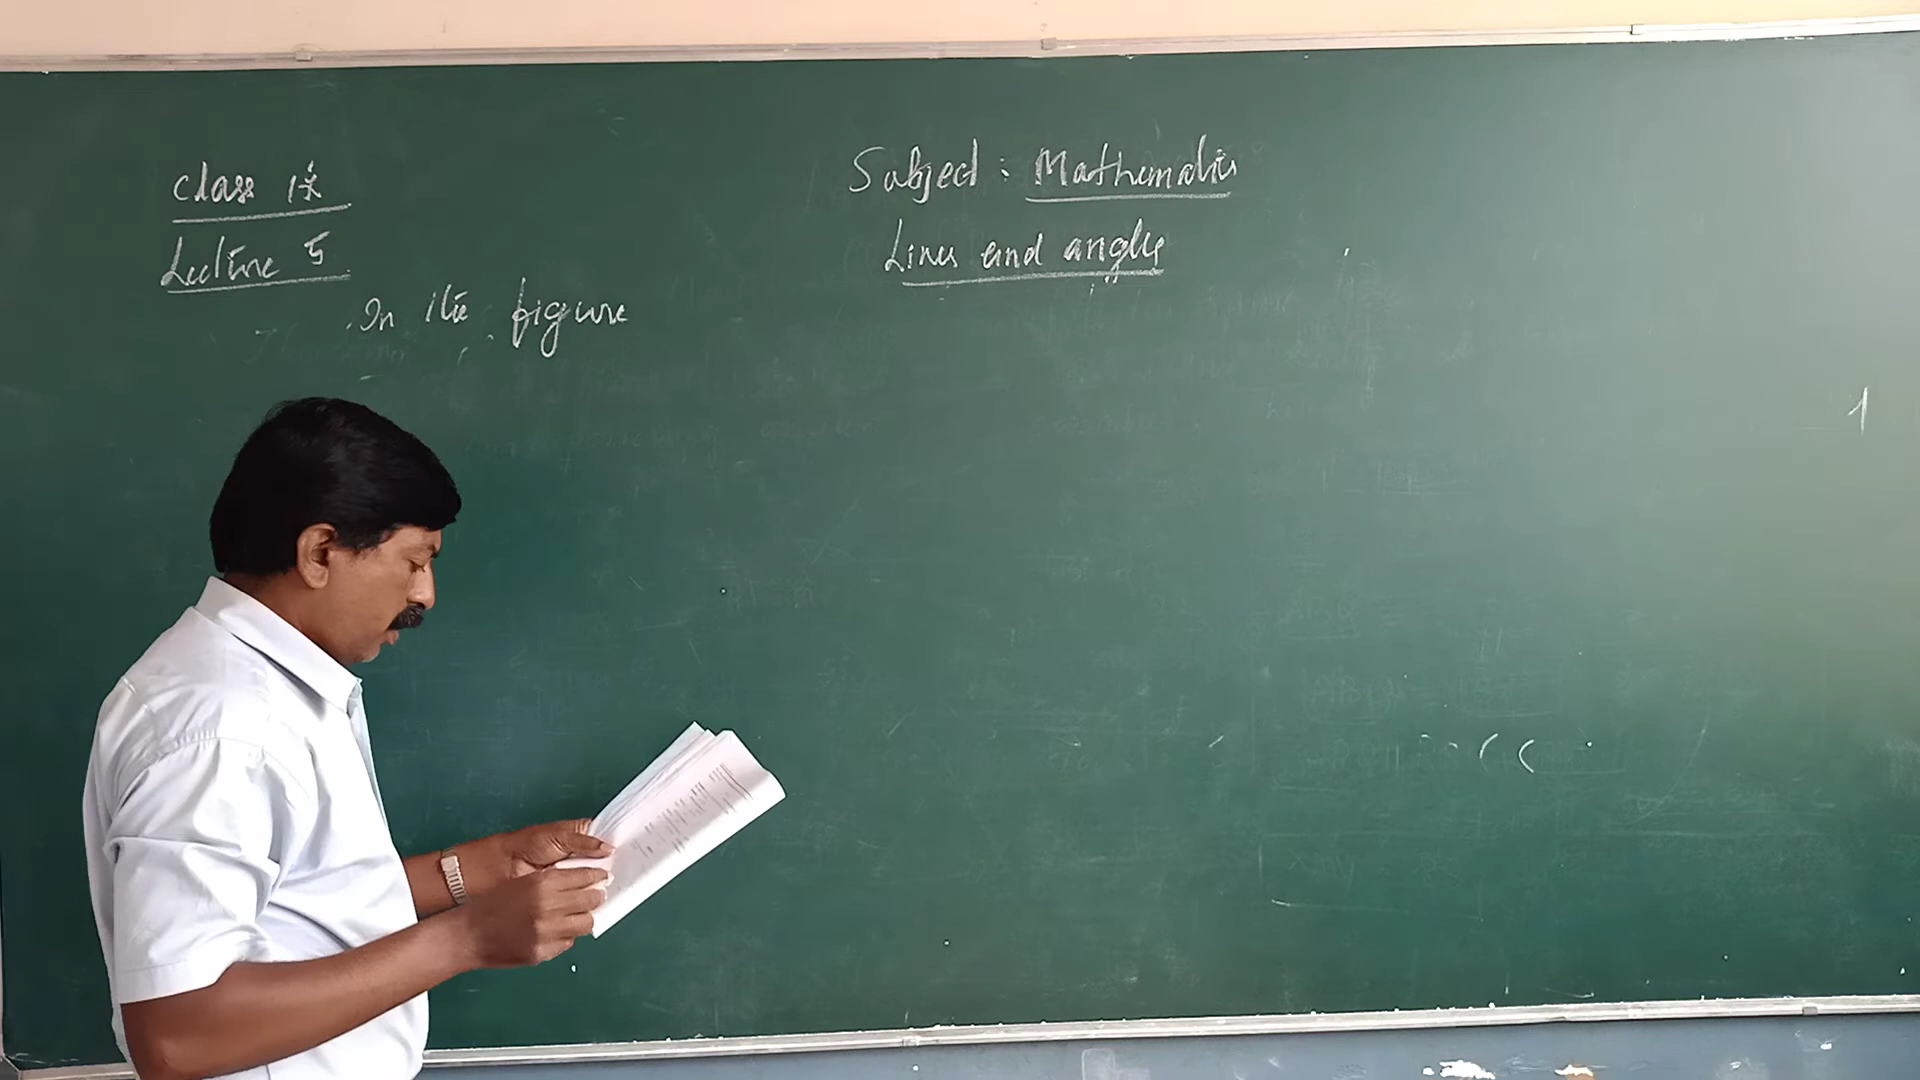 Class IX
Lecture 5
Subject : Mathematics
Lines and angles
In the figure